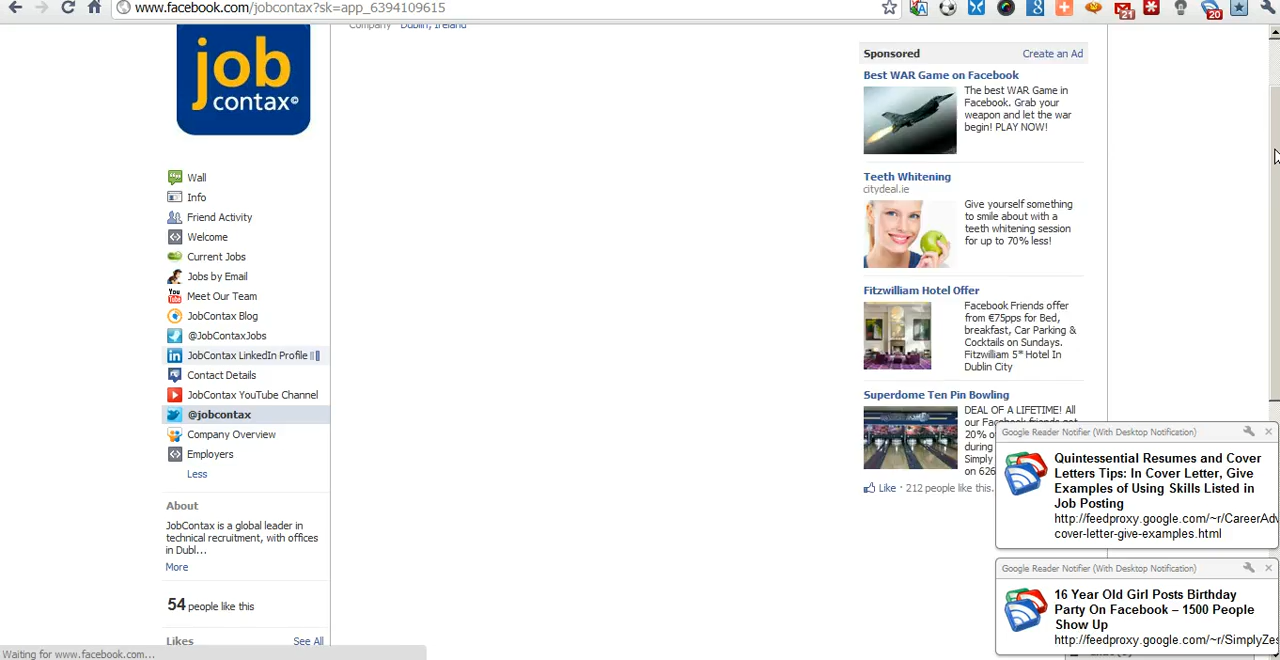 www.facebook.com/jobcontax?sk=app_6394109615
21
20
8
Company Dublin, Ireland
job
contax©
Wall
Info
Friend Activity
Welcome
Current Jobs
Jobs by Email
You
Tube
Meet Our Team
JobContax Blog
@JobContaxJobs
in
JobContax LinkedIn Profile
Contact Details
JobContax YouTube Channel
@jobcontax
Company Overview
Employers
Less
About
JobContax is a global leader in
technical recruitment, with offices
in Dubl...
More
54 people like this
Likes See All
Waiting for www.facebook.com...
Sponsored Create an Ad
Best WAR Game on Facebook
The best WAR Game in
Facebook. Grab your
weapon and let the war
begin! PLAY NOW!
Teeth Whitening
citydeal.ie
Give yourself something
to smile about with a
teeth whitening session
for up to 70% less!
Fitzwilliam Hotel Offer
Facebook Friends offer
from €75pps for Bed,
breakfast, Car Parking &
Cocktails on Sundays.
Fitzwilliam 5* Hotel In
Dublin City
Superdome Ten Pin Bowling
DEAL OF A LIFETIME! All
our Facebook friends get
20% o
during
Simply
on 626
Like · 212 people like this.
Google Reader Notifier (With Desktop Notification)
Quintessential Resumes and Cover
Letters Tips: In Cover Letter, Give
Examples of Using Skills Listed in
Job Posting
http://feedproxy.google.com/~r/CareerAdv
cover-letter-give-examples.html
Google Reader Notifier (With Desktop Notification)
16 Year Old Girl Posts Birthday
Party On Facebook – 1500 People
Show Up
http://feedproxy.google.com/~r/SimplyZes